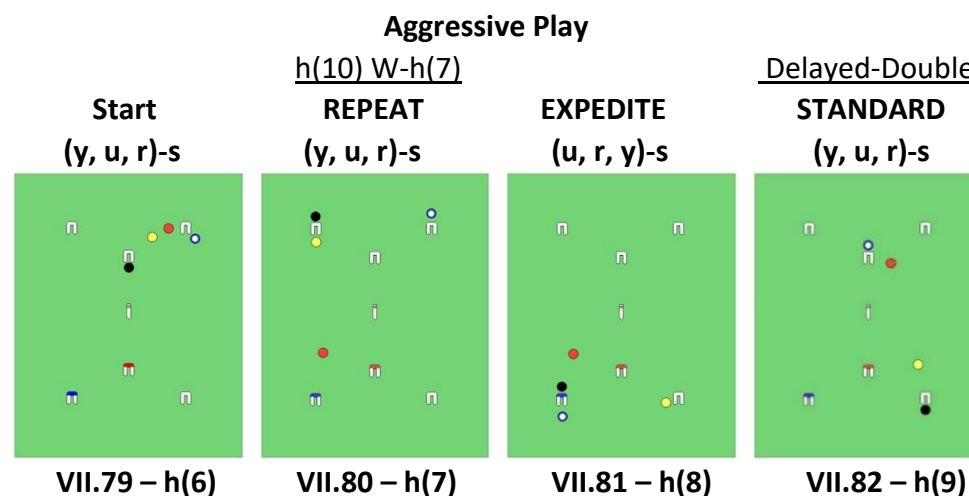 Aggressive Play
h(10) W-h(7) Delayed-Double
Start REPEAT EXPEDITE STANDARD
(y, u, r)-s (y, u, r)-s (u, r, y)-s (y, u, r)-s
VII.79 – h(6) VII.80 – h(7) VII.81 – h(8) VII.82 – h(9)